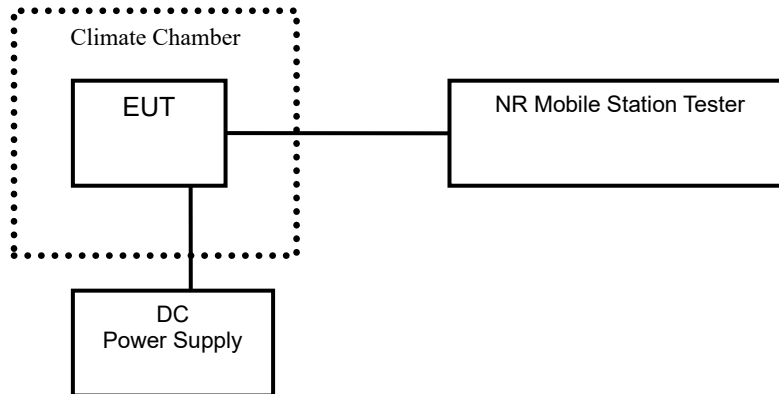 Climate Chamber
EUT
NR Mobile Station Tester
DC
Power Supply